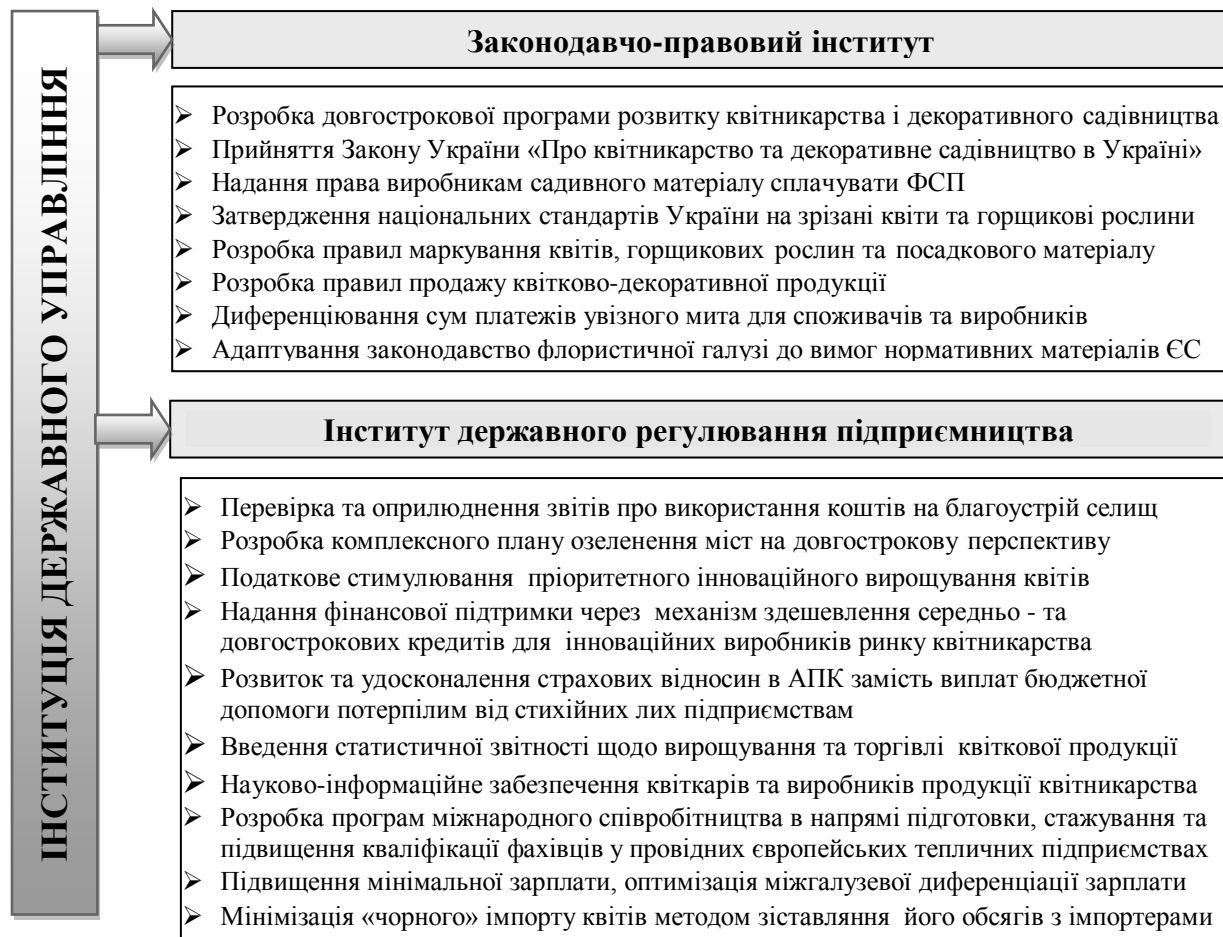 ІНСТИТУЦІЯ ДЕРЖАВНОГО УПРАВЛІННЯ
Законодавчо-правовий інститут
➢ Розробка довгострокової програми розвитку квітникарства і декоративного садівництва
➢ Прийняття Закону України «Про квітникарство та декоративне садівництво в Україні»
➢ Надання права виробникам садивного матеріалу сплачувати ФСП
➢ Затвердження національних стандартів України на зрізані квіти та горщикові рослини
➢ Розробка правил маркування квітів, горщикових рослин та посадкового матеріалу
➢ Розробка правил продажу квітково-декоративної продукції
➢ Диференціювання сум платежів увізного мита для споживачів та виробників
➢ Адаптування законодавство флористичної галузі до вимог нормативних матеріалів ЄС
Інститут державного регулювання підприємництва
➢ Перевірка та оприлюднення звітів про використання коштів на благоустрій селищ
➢ Розробка комплексного плану озеленення міст на довгострокову перспективу
➢ Податкове стимулювання пріоритетного інноваційного вирощування квітів
➢ Надання фінансової підтримки через механізм здешевлення середньо - та
довгострокових кредитів для інноваційних виробників ринку квітникарства
➢ Розвиток та удосконалення страхових відносин в АПК замість виплат бюджетної
допомоги потерпілим від стихійних лих підприємствам
➢ Введення статистичної звітності щодо вирощування та торгівлі квіткової продукції
➢ Науково-інформаційне забезпечення квіткарів та виробників продукції квітникарства
➢ Розробка програм міжнародного співробітництва в напрямі підготовки, стажування та
підвищення кваліфікації фахівців у провідних європейських тепличних підприємствах
➢ Підвищення мінімальної зарплати, оптимізація міжгалузевої диференціації зарплати
➢ Мінімізація «чорного» імпорту квітів методом зіставляння його обсягів з імпортерами